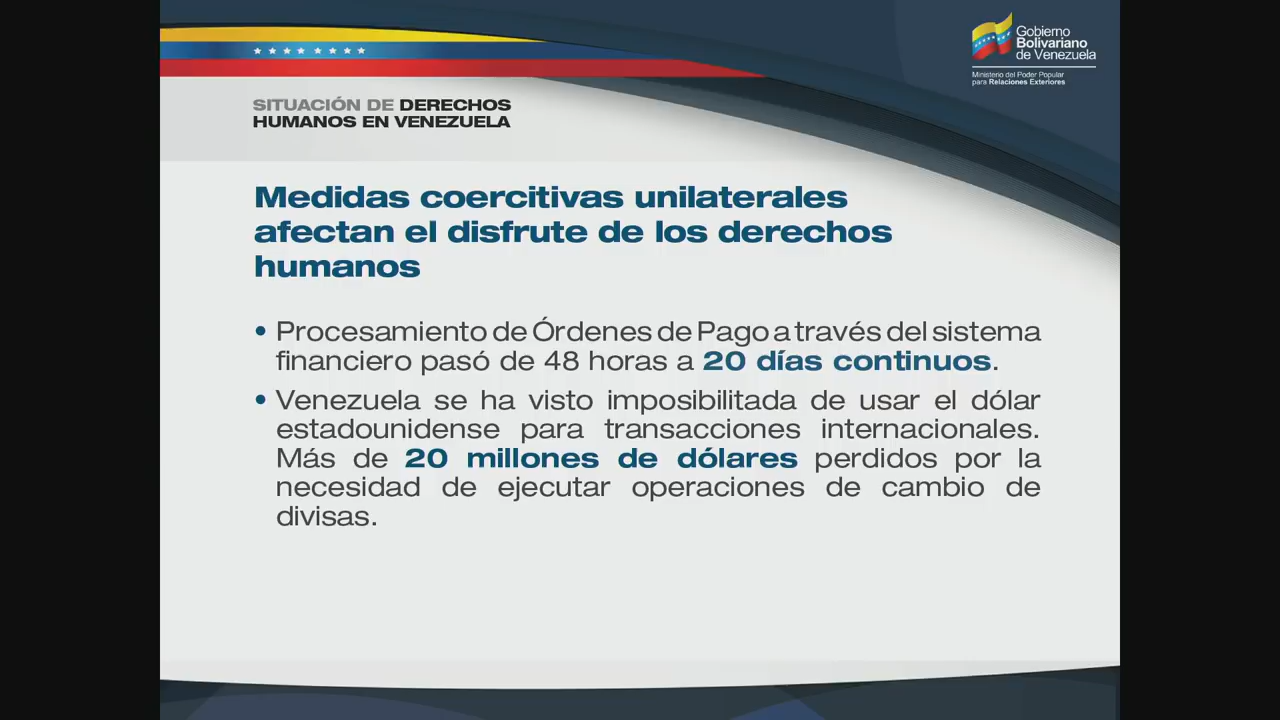 Gobierno
Bolivariano
de Venezuela
Ministerio del Poder Popular
para Relaciones Exteriores
SITUACIÓN DE DERECHOS
HUMANOS EN VENEZUELA
Medidas coercitivas unilaterales
afectan el disfrute de los derechos
humanos
• Procesamiento de Órdenes de Pago a través del sistema
financiero pasó de 48 horas a 20 días continuos.
• Venezuela se ha visto imposibilitada de usar el dólar
estadounidense para transacciones internacionales.
Más de 20 millones de dólares perdidos por la
necesidad de ejecutar operaciones de cambio de
divisas.